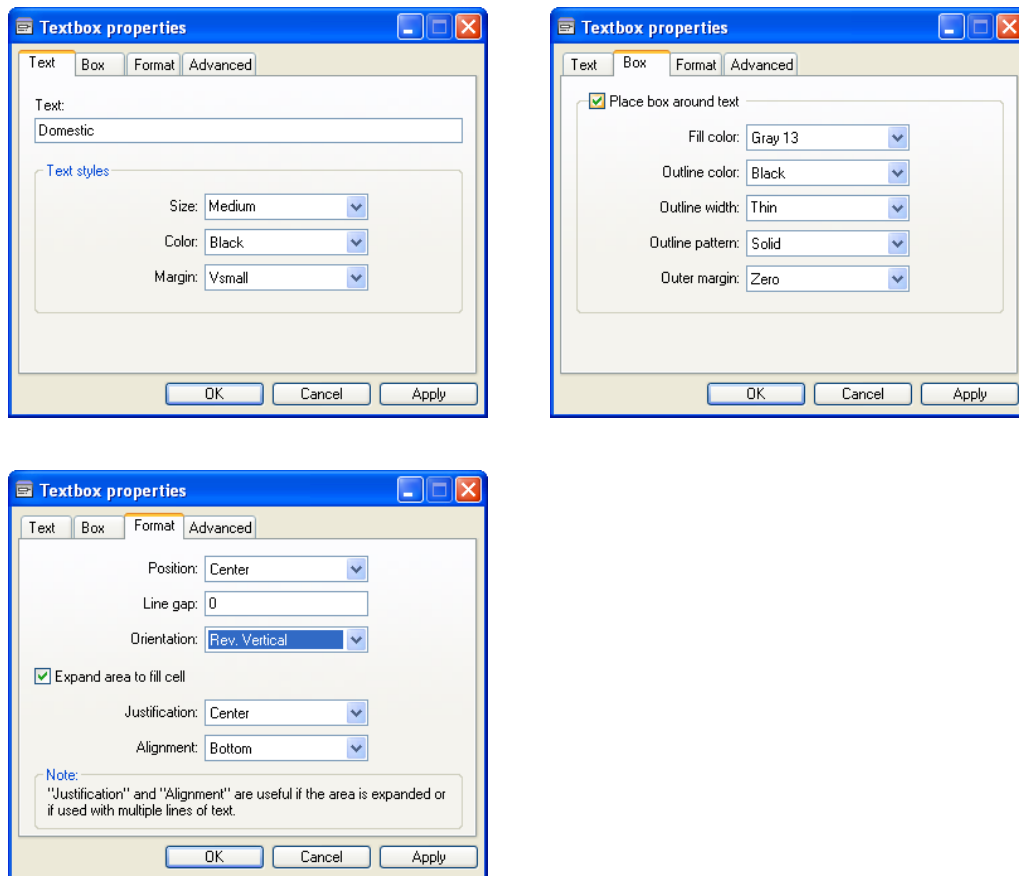 Textbox properties
Text Box Format Advanced
Text:
Domestic
Text styles
Size: Medium
Color: Black
Margin: Vsmall
OK Cancel Apply
Textbox properties
Text Box Format Advanced
Place box around text
Fill color: Gray 13
Outline color: Black
Outline width: Thin
Outline pattern: Solid
Outer margin: Zero
OK Cancel Apply
Textbox properties
Text Box Format Advanced
Position: Center
Line gap: 0
Orientation: Rev. Vertical
Expand area to fill cell
Justification: Center
Alignment: Bottom
Note:
"Justification" and "Alignment" are useful if the area is expanded or
if used with multiple lines of text.
OK Cancel Apply